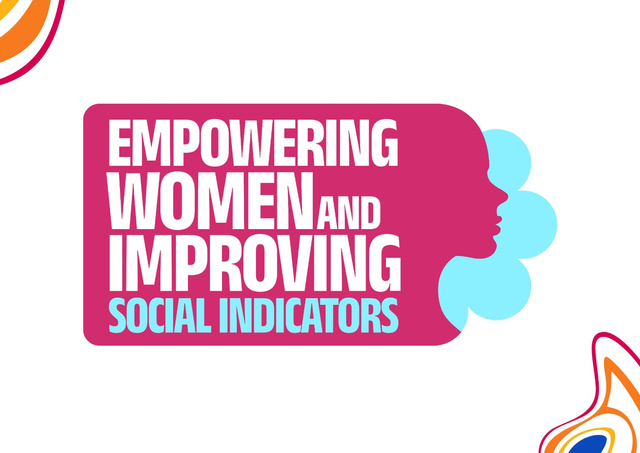 EMPOWERING
WOMEN AND
IMPROVING
SOCIAL INDICATORS